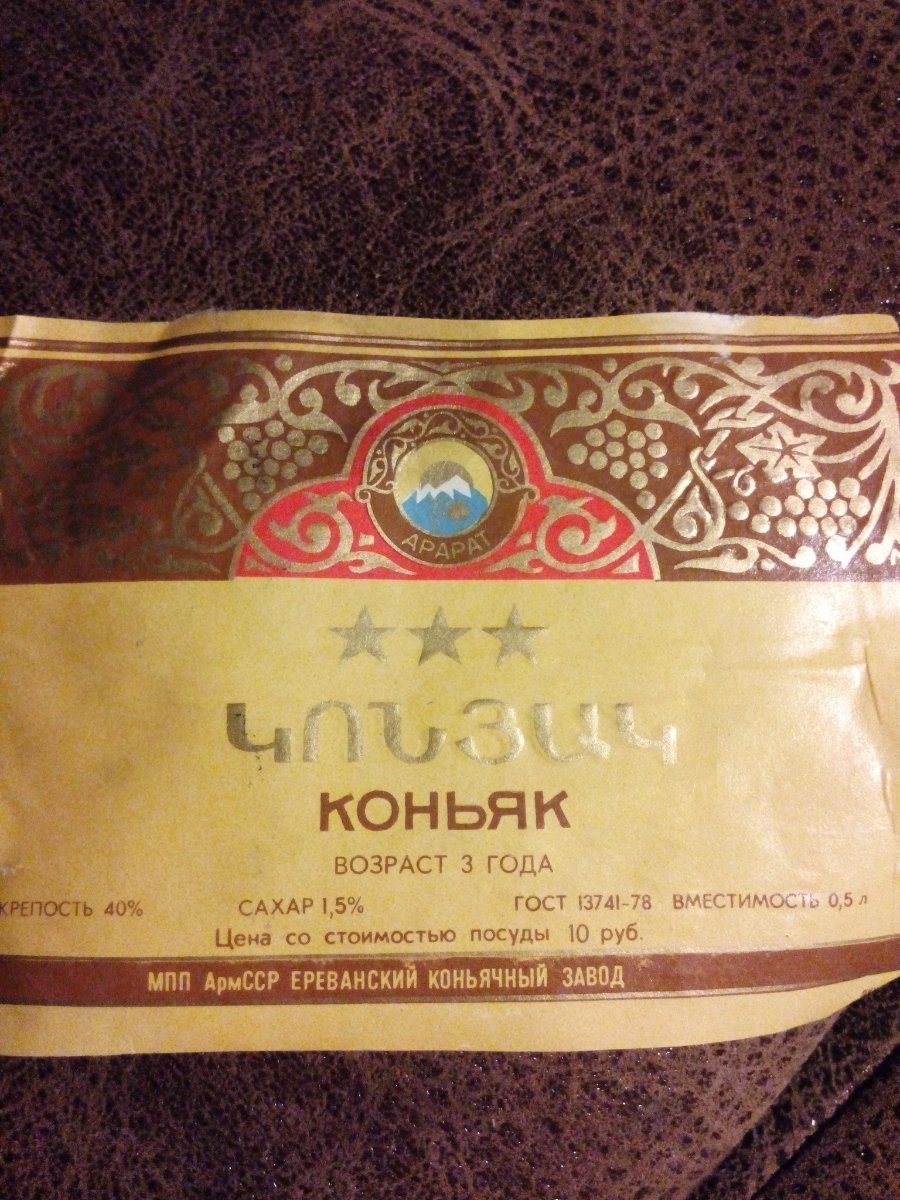 АРАРАТ
ԿՈՆՅԱԿ
КОНЬЯК
ВОЗРАСТ 3 ГОДА
КРЕПОСТЬ 40% САХАР 1,5% ГОСТ 13741-78 ВМЕСТИМОСТЬ 0,5 л
Цена со стоимостью посуды 10 руб.
МПП АрмССР ЕРЕВАНСКИЙ КОНЬЯЧНЫЙ ЗАВОД